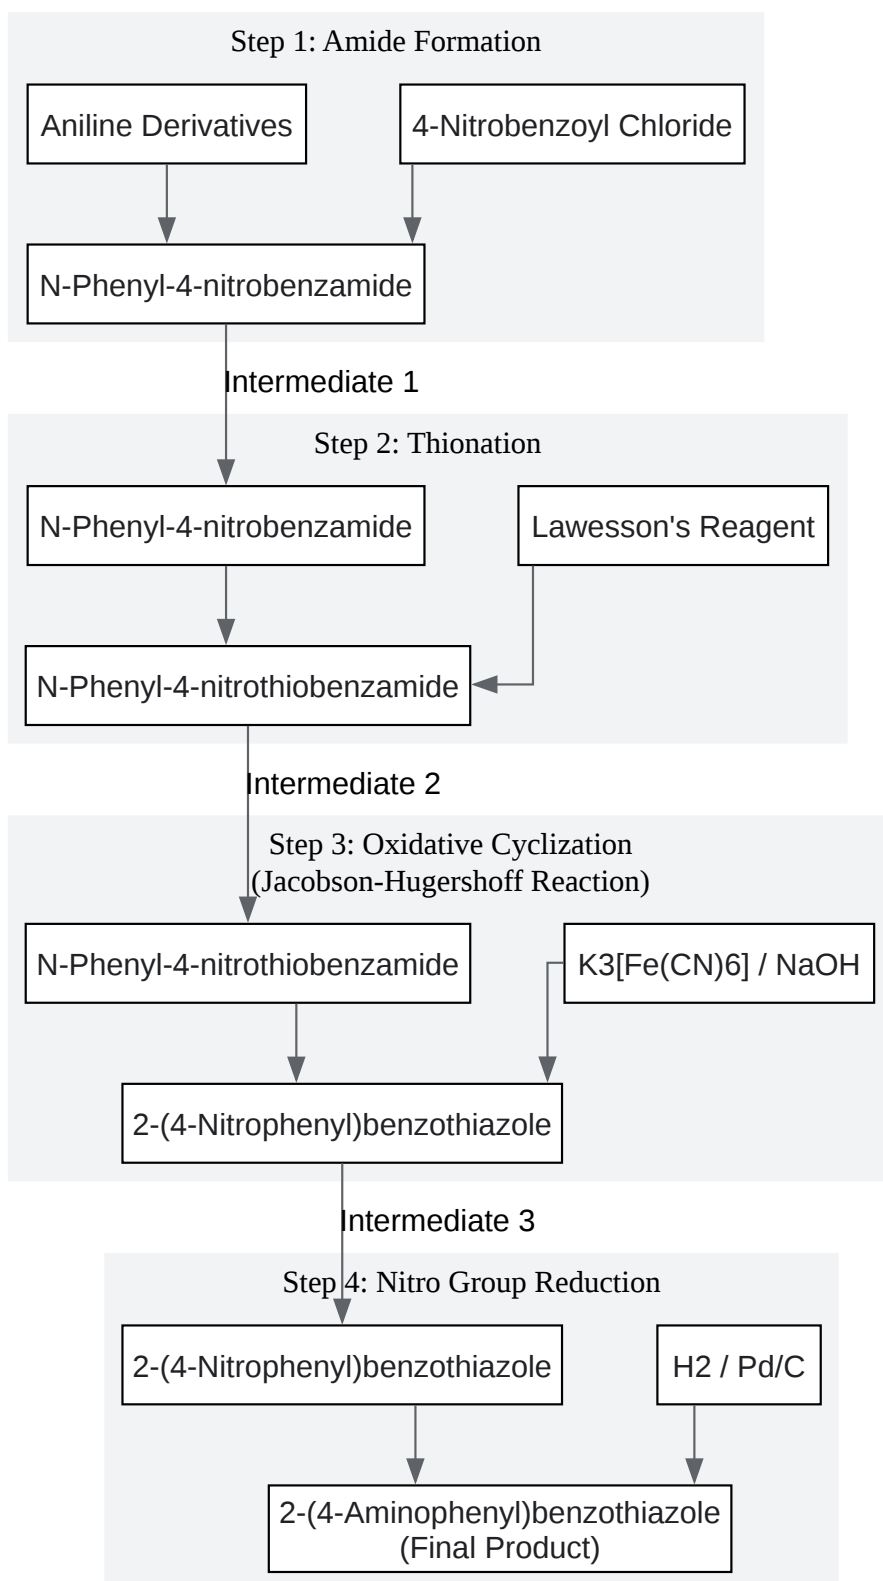 Step 1: Amide Formation
Aniline Derivatives
4-Nitrobenzoyl Chloride
N-Phenyl-4-nitrobenzamide
Intermediate 1
Step 2: Thionation
N-Phenyl-4-nitrobenzamide
Lawesson's Reagent
N-Phenyl-4-nitrothiobenzamide
Intermediate 2
Step 3: Oxidative Cyclization
(Jacobson-Hugershoff Reaction)
N-Phenyl-4-nitrothiobenzamide
K3[Fe(CN)6] / NaOH
2-(4-Nitrophenyl)benzothiazole
Intermediate 3
Step 4: Nitro Group Reduction
2-(4-Nitrophenyl)benzothiazole
H2 / Pd/C
2-(4-Aminophenyl)benzothiazole
(Final Product)